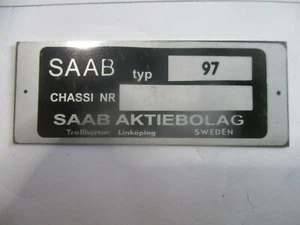 SAAB typ 97
CHASSI NR
SAAB AKTIEBOLAG
Trollhättan Linköping SWEDEN